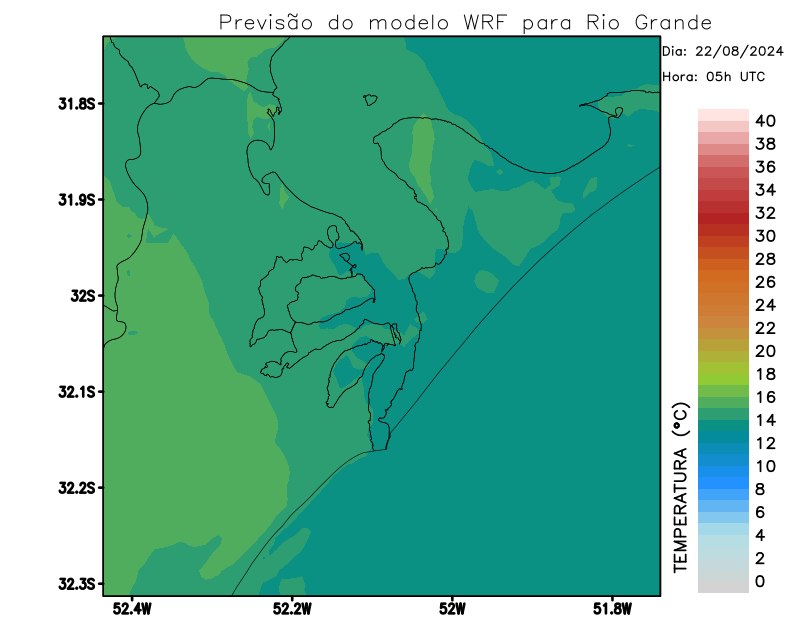 Previsão do modelo WRF para Rio Grande
Dia: 22/08/2024
Hora: 05h UTC
31.8S
31.9S
32S
32.1S
32.2S
32.3S
52.4W
52.2W
52W
51.8W
TEMPERATURA (°C)
40
38
36
34
32
30
28
26
24
22
20
18
16
14
12
10
8
6
4
2
0